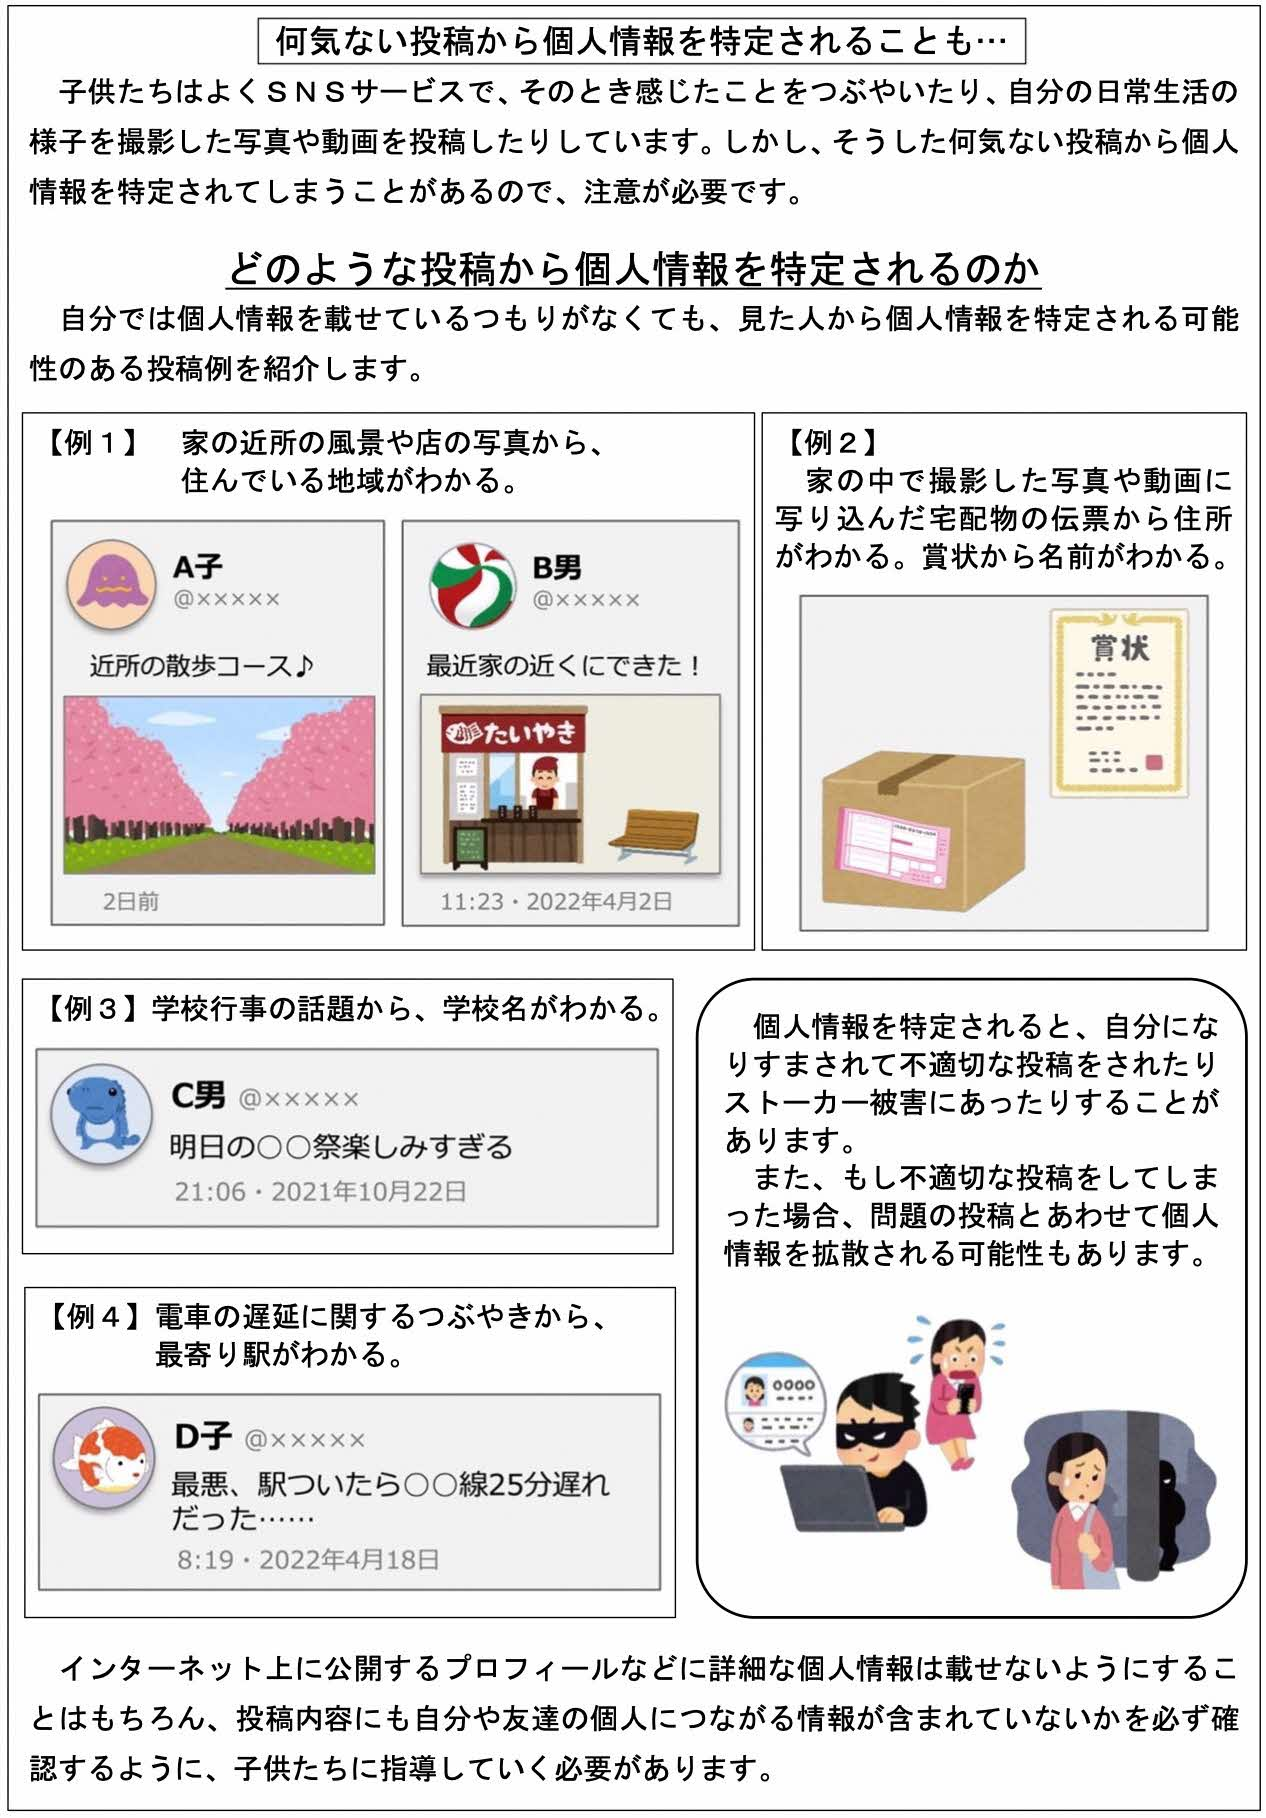 何気ない投稿から個人情報を特定されることも…
子供たちはよくＳＮＳサービスで、そのとき感じたことをつぶやいたり、自分の日常生活の
様子を撮影した写真や動画を投稿したりしています。しかし、そうした何気ない投稿から個人
情報を特定されてしまうことがあるので、注意が必要です。
どのような投稿から個人情報を特定されるのか
自分では個人情報を載せているつもりがなくても、見た人から個人情報を特定される可能
性のある投稿例を紹介します。
【例１】　家の近所の風景や店の写真から、
住んでいる地域がわかる。
A子
@×××××
近所の散歩コース♪
2日前
B男
@×××××
最近家の近くにできた！
たいやき
11:23・2022年4月2日
【例２】
家の中で撮影した写真や動画に
写り込んだ宅配物の伝票から住所
がわかる。賞状から名前がわかる。
賞状
【例３】学校行事の話題から、学校名がわかる。
C男 @×××××
明日の〇〇祭楽しみすぎる
21:06・2021年10月22日
【例４】電車の遅延に関するつぶやきから、
最寄り駅がわかる。
D子 @×××××
最悪、駅ついたら〇〇線25分遅れ
だった……
8:19・2022年4月18日
個人情報を特定されると、自分にな
りすまされて不適切な投稿をされたり
ストーカー被害にあったりすることが
あります。
また、もし不適切な投稿をしてしま
った場合、問題の投稿とあわせて個人
情報を拡散される可能性もあります。
〇〇〇〇
インターネット上に公開するプロフィールなどに詳細な個人情報は載せないようにするこ
とはもちろん、投稿内容にも自分や友達の個人につながる情報が含まれていないかを必ず確
認するように、子供たちに指導していく必要があります。